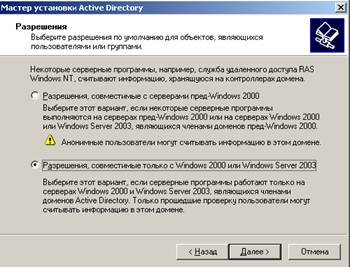 Мастер установки Active Directory
Разрешения
Выберите разрешения по умолчанию для объектов, являющихся
пользователями или группами.
Некоторые серверные программы, например, служба удаленного доступа RAS
Windows NT, считывают информацию, хранящуюся на контроллерах домена.
Разрешения, совместимые с серверами пред-Windows 2000
Выберите этот вариант, если некоторые серверные программы
выполняются на серверах пред-Windows 2000 или на серверах Windows 2000
или Windows Server 2003, являющихся членами доменов пред-Windows 2000.
Анонимные пользователи могут считывать информацию в этом домене.
Разрешения, совместимые только с Windows 2000 или Windows Server 2003
Выберите этот вариант, если серверные программы работают только на
серверах Windows 2000 и Windows Server 2003, являющихся членами
доменов Active Directory. Только прошедшие проверку пользователи могут
считывать информацию в этом домене.
< Назад Далее > Отмена